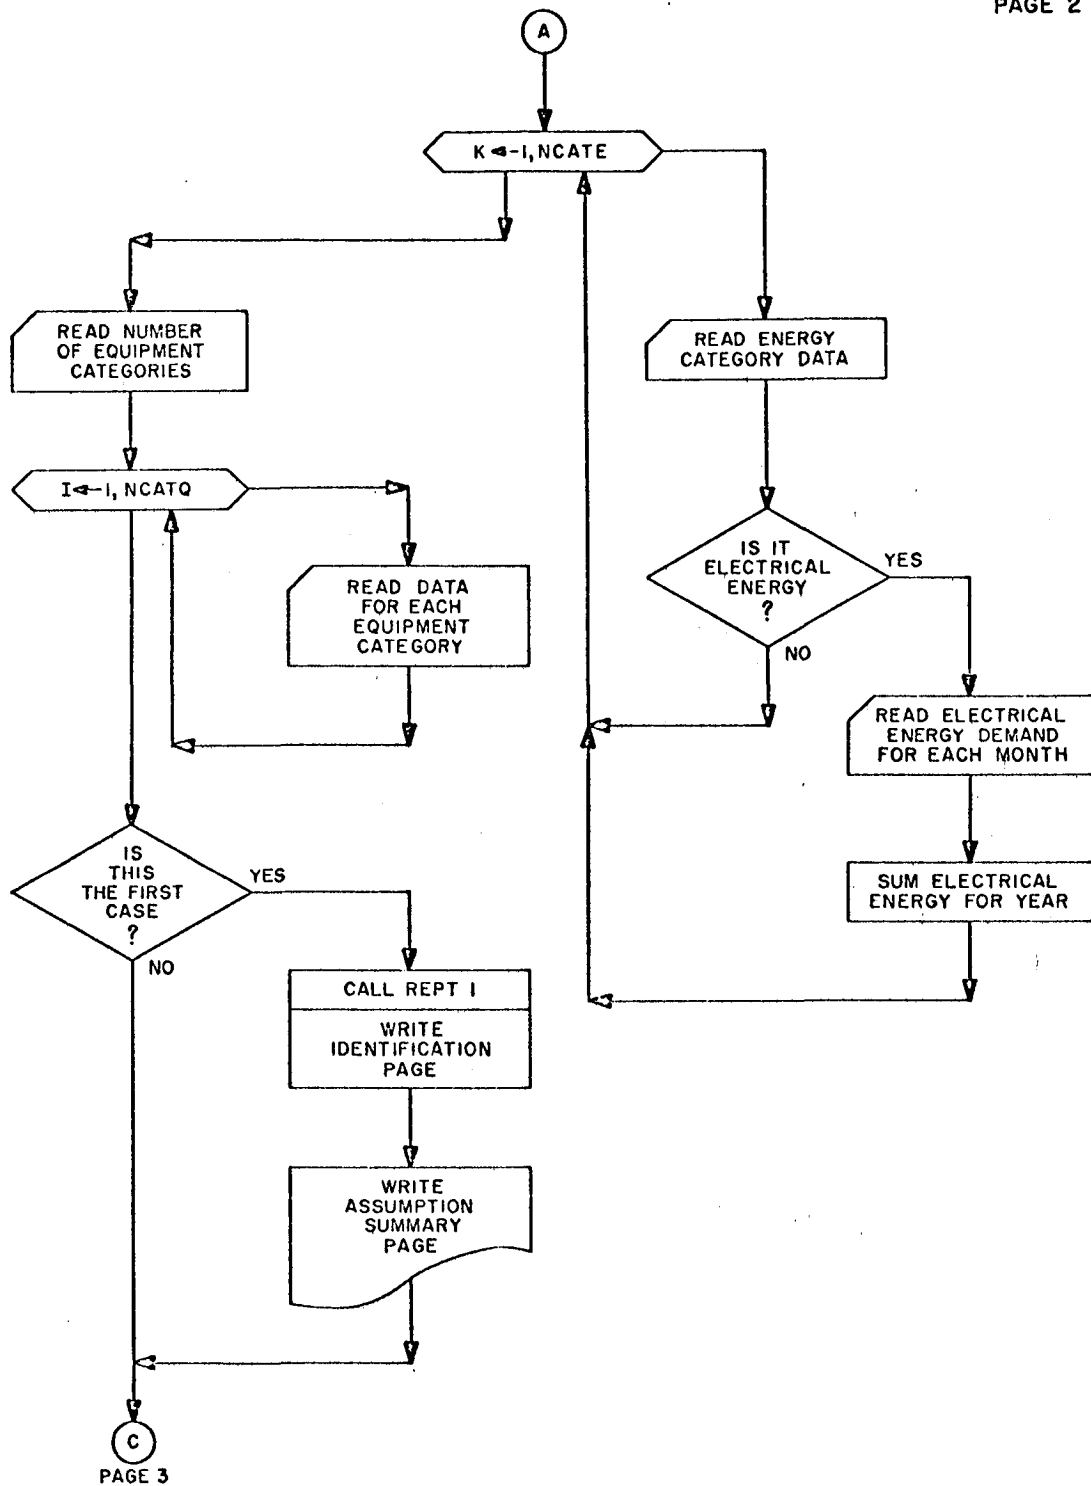 PAGE 2
A
K ← 1, NCATE
READ NUMBER
OF EQUIPMENT
CATEGORIES
READ ENERGY
CATEGORY DATA
I ← 1, NCATQ
IS IT
ELECTRICAL
ENERGY
?
YES
NO
READ DATA
FOR EACH
EQUIPMENT
CATEGORY
READ ELECTRICAL
ENERGY DEMAND
FOR EACH MONTH
IS
THIS
THE FIRST
CASE
?
YES
NO
SUM ELECTRICAL
ENERGY FOR YEAR
CALL REPT 1
WRITE
IDENTIFICATION
PAGE
WRITE
ASSUMPTION
SUMMARY
PAGE
C
PAGE 3